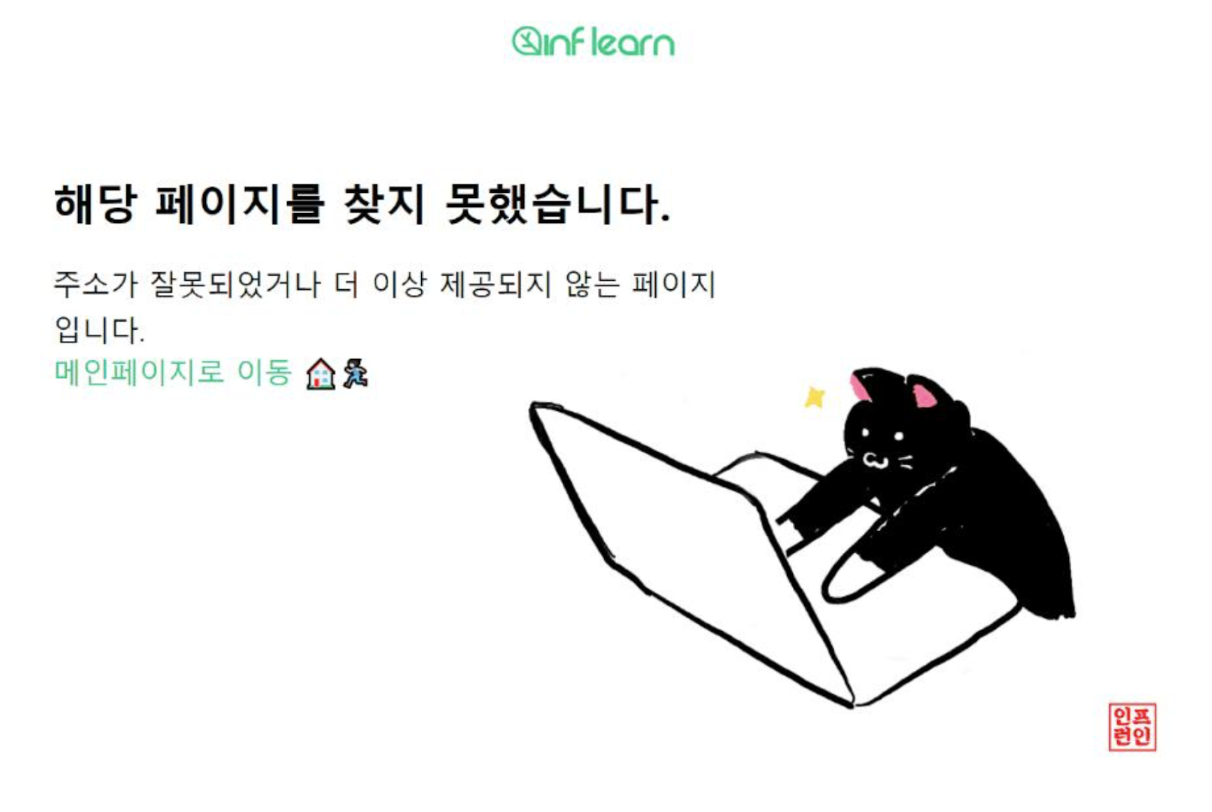 inflearn
해당 페이지를 찾지 못했습니다.
주소가 잘못되었거나 더 이상 제공되지 않는 페이지
입니다.
메인페이지로 이동 🏠🏃
인프
런인